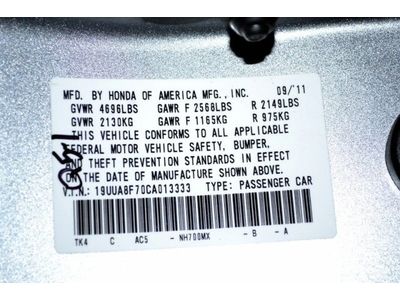 MFD. BY HONDA OF AMERICA MFG., INC. 09/'11
GVWR 4696LBS GAWR F 2568LBS R 2149LBS
GVWR 2130KG GAWR F 1165KG R 975KG
THIS VEHICLE CONFORMS TO ALL APPLICABLE
FEDERAL MOTOR VEHICLE SAFETY, BUMPER,
AND THEFT PREVENTION STANDARDS IN EFFECT
ON THE DATE OF MANUFACTURE SHOWN ABOVE.
V.I.N.: 19UUA8F70CA013333 TYPE: PASSENGER CAR
TK4 C AC5 - NH700MX - B - A